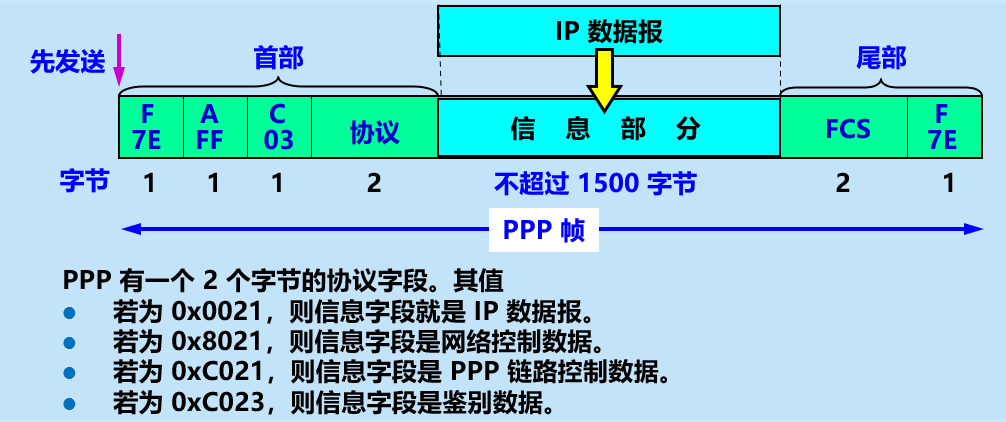 IP 数据报
先发送
首部
尾部
F
7E
A
FF
C
03
协议
信 息 部 分
FCS
F
7E
字节
1
1
1
2
不超过 1500 字节
2
1
PPP 帧
PPP 有一个 2 个字节的协议字段。其值
● 若为 0x0021，则信息字段就是 IP 数据报。
● 若为 0x8021，则信息字段是网络控制数据。
● 若为 0xC021，则信息字段是 PPP 链路控制数据。
● 若为 0xC023，则信息字段是鉴别数据。